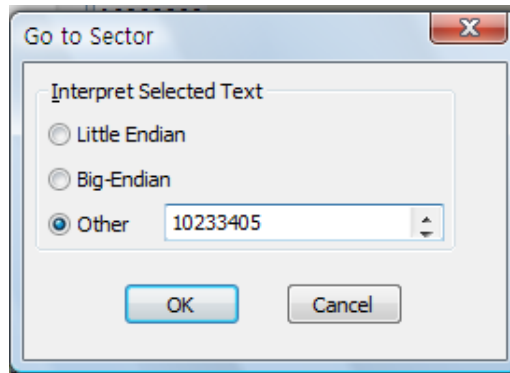 Go to Sector
Interpret Selected Text
Little Endian
Big-Endian
Other 10233405
OK Cancel